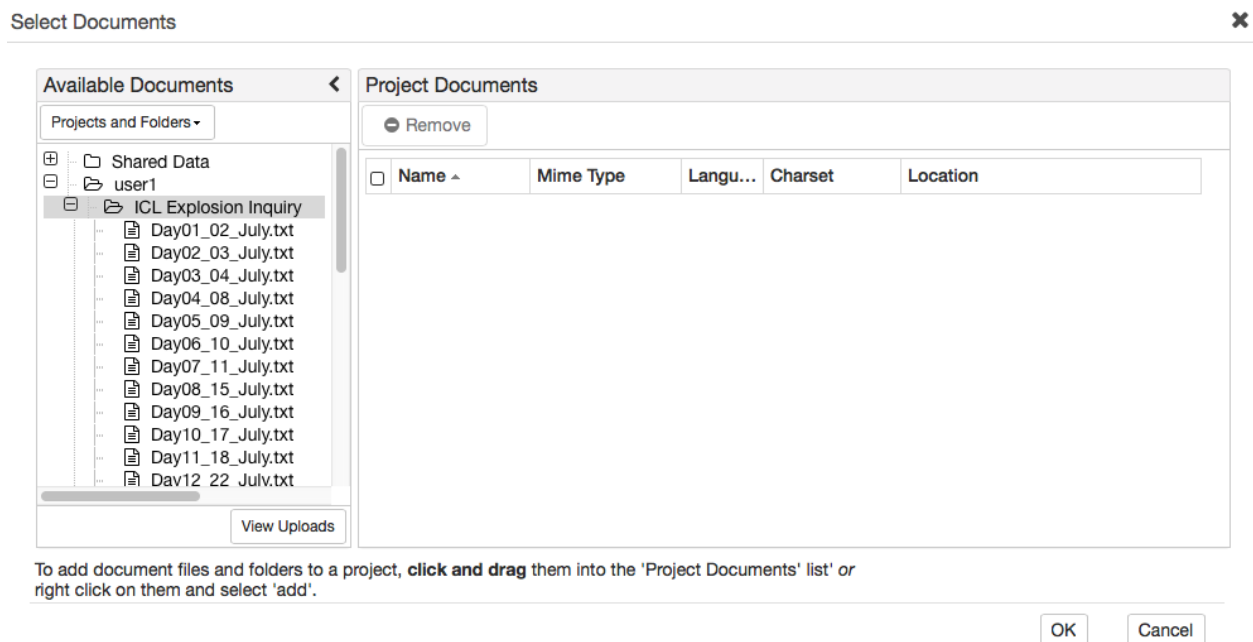 Select Documents
Available Documents
Projects and Folders
Shared Data
user1
ICL Explosion Inquiry
Day01_02_July.txt
Day02_03_July.txt
Day03_04_July.txt
Day04_08_July.txt
Day05_09_July.txt
Day06_10_July.txt
Day07_11_July.txt
Day08_15_July.txt
Day09_16_July.txt
Day10_17_July.txt
Day11_18_July.txt
Day12_22_July.txt
View Uploads
Project Documents
Remove
Name Mime Type Langu... Charset Location
To add document files and folders to a project, click and drag them into the 'Project Documents' list' or
right click on them and select 'add'.
OK Cancel